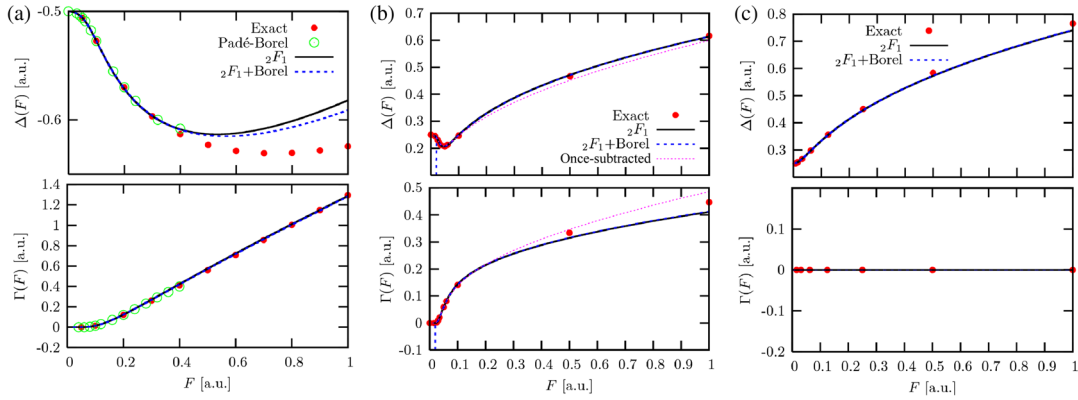 (a)
-0.5
-0.6
Δ(F) [a.u.]
Exact
Padé-Borel
₂F₁
₂F₁+Borel
1.4
1.2
1
0.8
0.6
0.4
0.2
0
-0.2
Γ(F) [a.u.]
0 0.2 0.4 0.6 0.8 1
F [a.u.]
(b)
0.7
0.6
0.5
0.4
0.3
0.2
0.1
Δ(F) [a.u.]
Exact
₂F₁
₂F₁+Borel
Once-subtracted
0.5
0.4
0.3
0.2
0.1
0
-0.1
Γ(F) [a.u.]
0 0.1 0.2 0.3 0.4 0.5 0.6 0.7 0.8 0.9 1
F [a.u.]
(c)
0.8
0.7
0.6
0.5
0.4
0.3
0.2
Δ(F) [a.u.]
Exact
₂F₁
₂F₁+Borel
0.2
0.1
0
-0.1
-0.2
Γ(F) [a.u.]
0 0.1 0.2 0.3 0.4 0.5 0.6 0.7 0.8 0.9 1
F [a.u.]